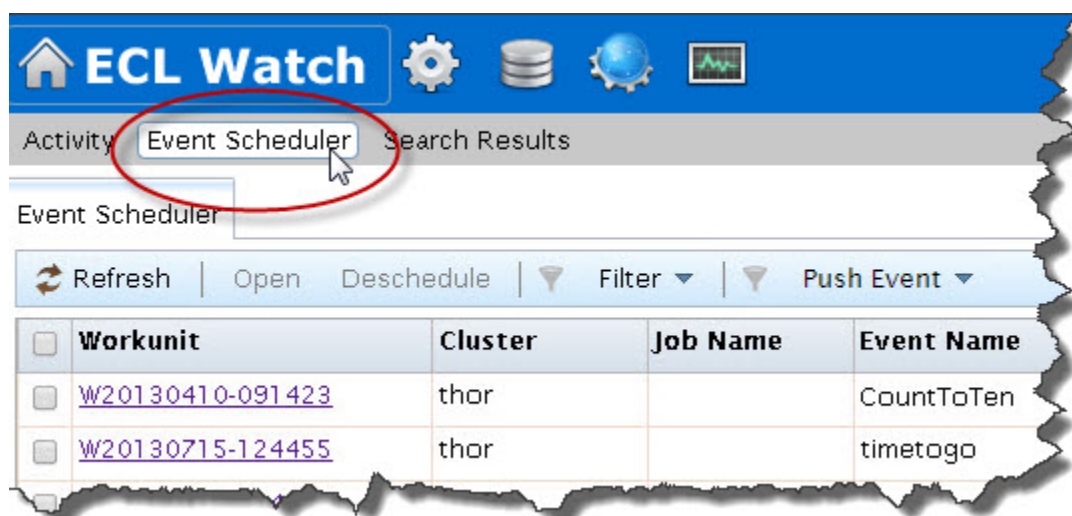 ECL Watch
Activity Event Scheduler Search Results
Event Scheduler
Refresh Open Deschedule Filter Push Event
Workunit Cluster Job Name Event Name
W20130410-091423 thor CountToTen
W20130715-124455 thor timetogo